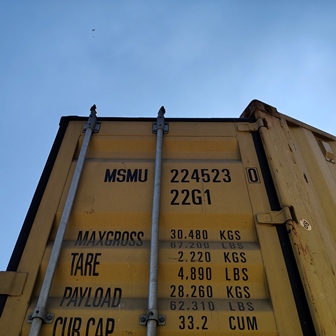 MSMU 224523 0
22G1
MAXGROSS 30.480 KGS
67.200 LBS
TARE 2.220 KGS
4.890 LBS
PAYLOAD 28.260 KGS
62.310 LBS
CUB CAP 33.2 CUM